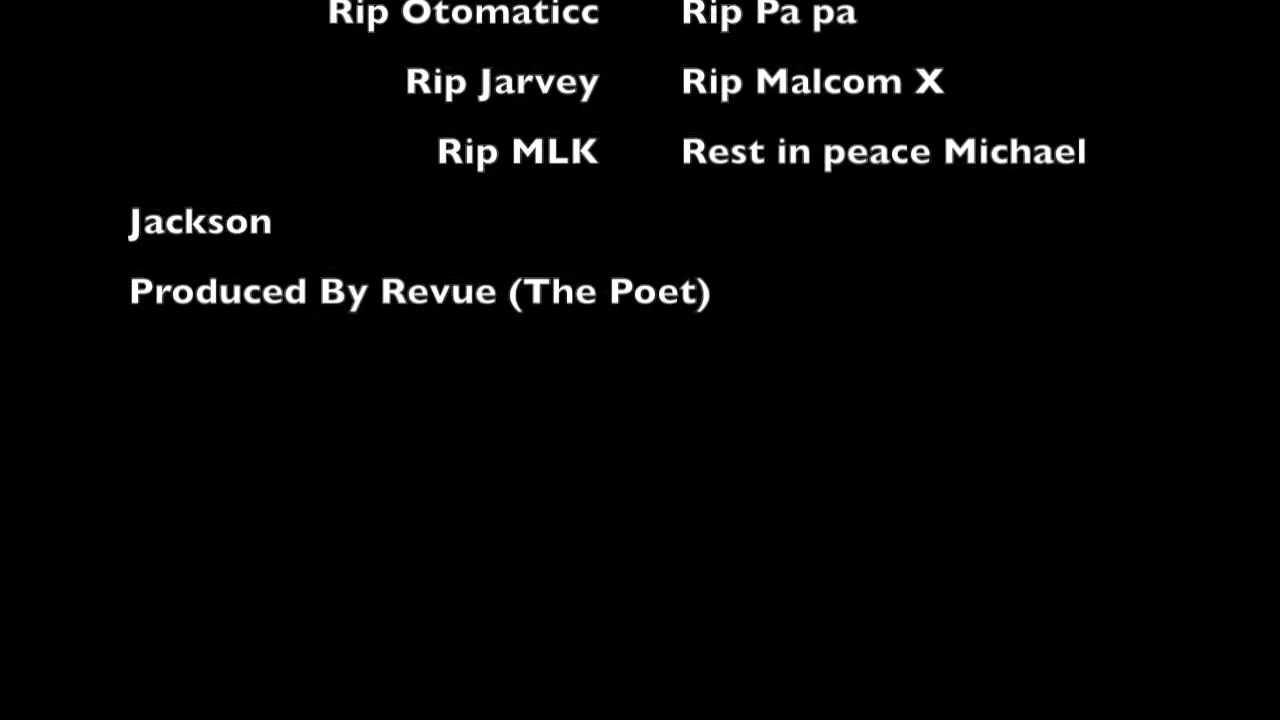 Rip Otomaticc Rip Pa pa
Rip Jarvey Rip Malcom X
Rip MLK Rest in peace Michael
Jackson
Produced By Revue (The Poet)